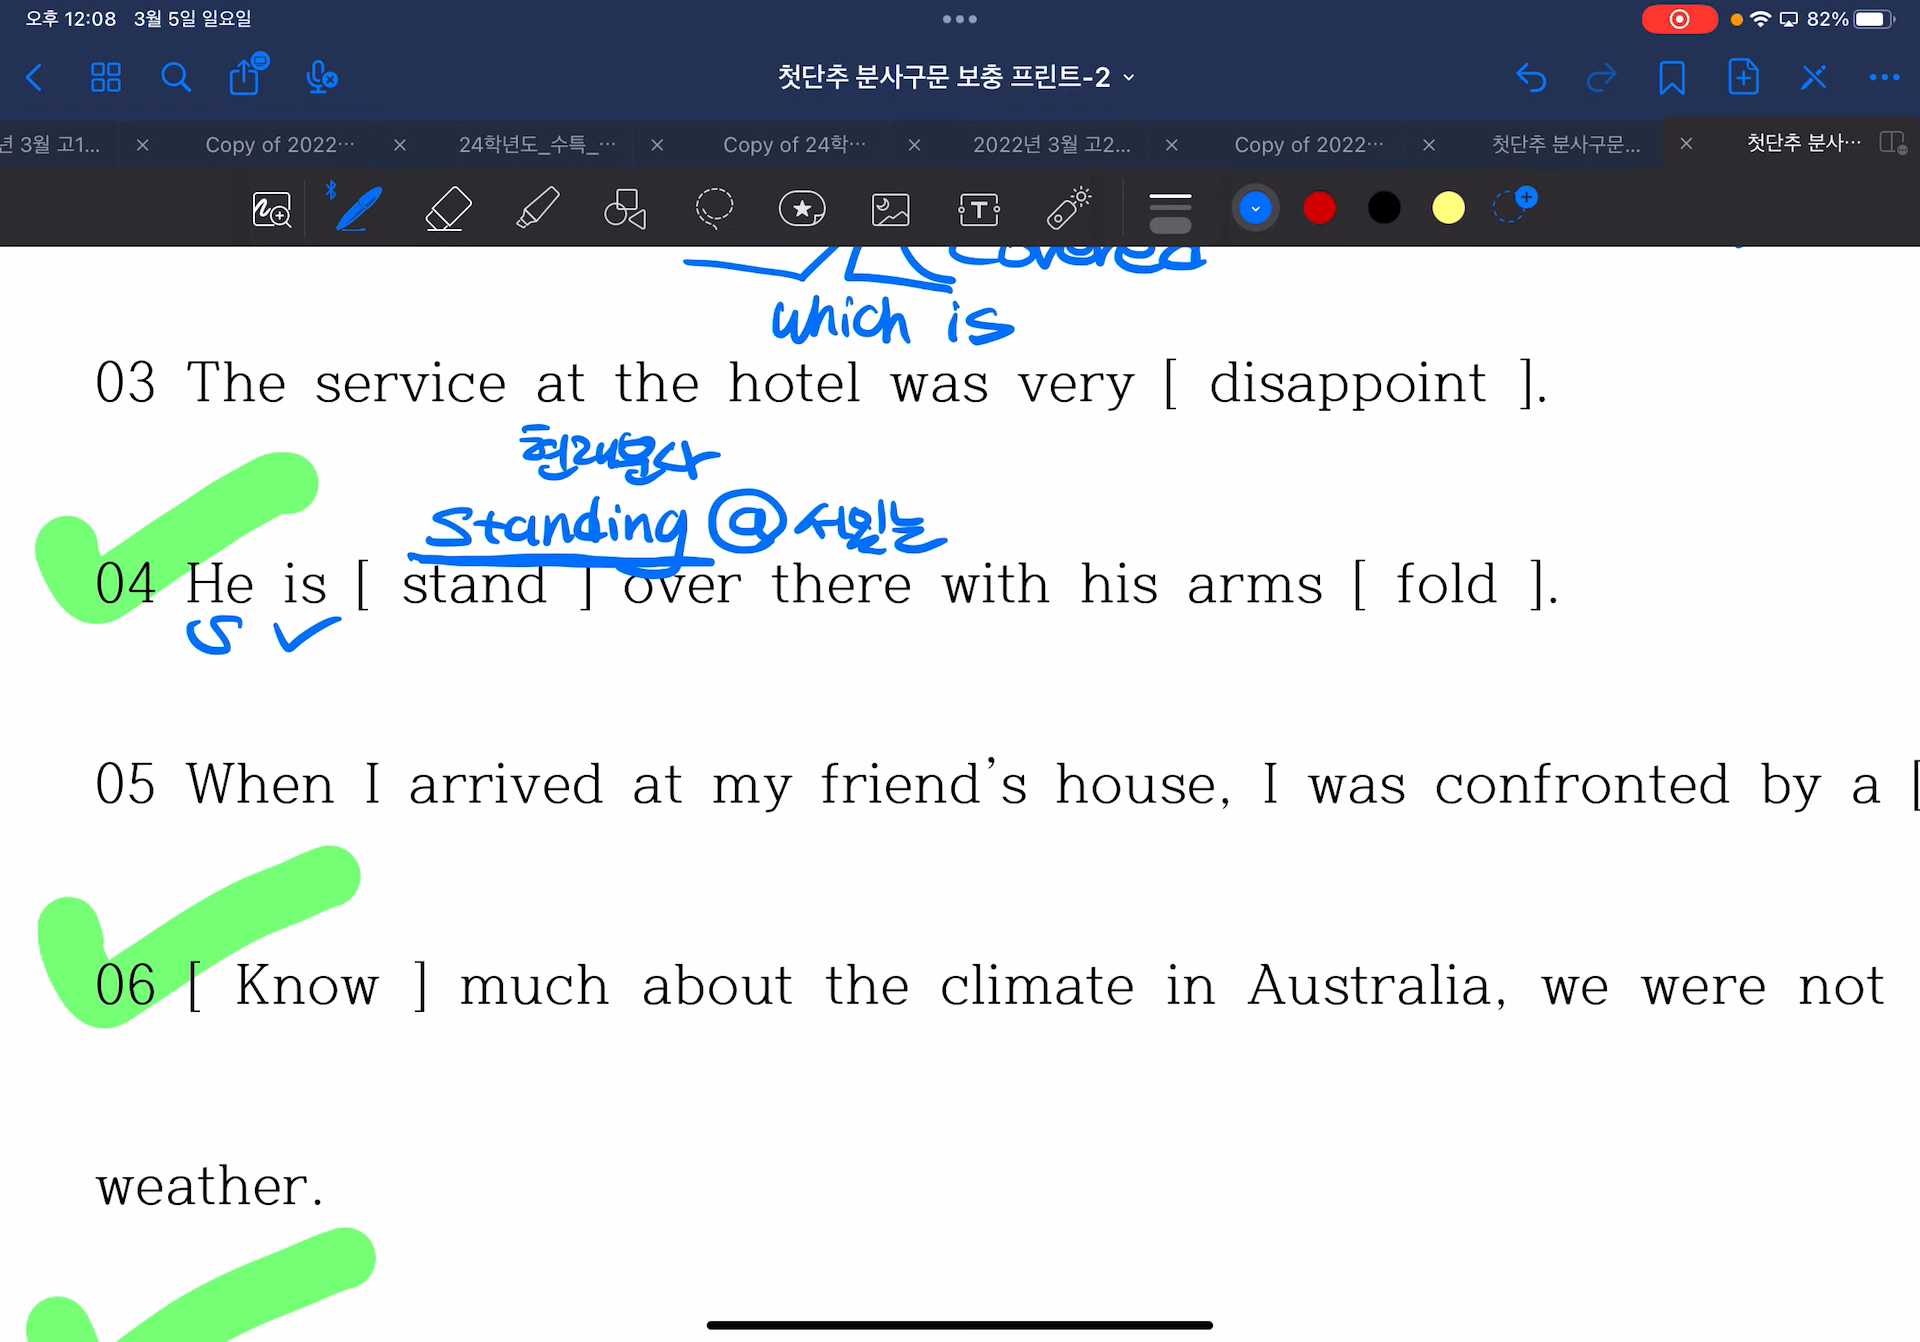 오후 12:08 3월 5일 일요일
82%
첫단추 분사구문 보충 프린트-2
년 3월 고1...
Copy of 2022...
24학년도_수특_...
Copy of 24학...
2022년 3월 고2...
Copy of 2022...
첫단추 분사구문...
첫단추 분사...
covered
which is
03 The service at the hotel was very [ disappoint ].
현재분사
standing ⓐ 서있는
04 He is [ stand ] over there with his arms [ fold ].
S V
05 When I arrived at my friend's house, I was confronted by a [
06 [ Know ] much about the climate in Australia, we were not
weather.